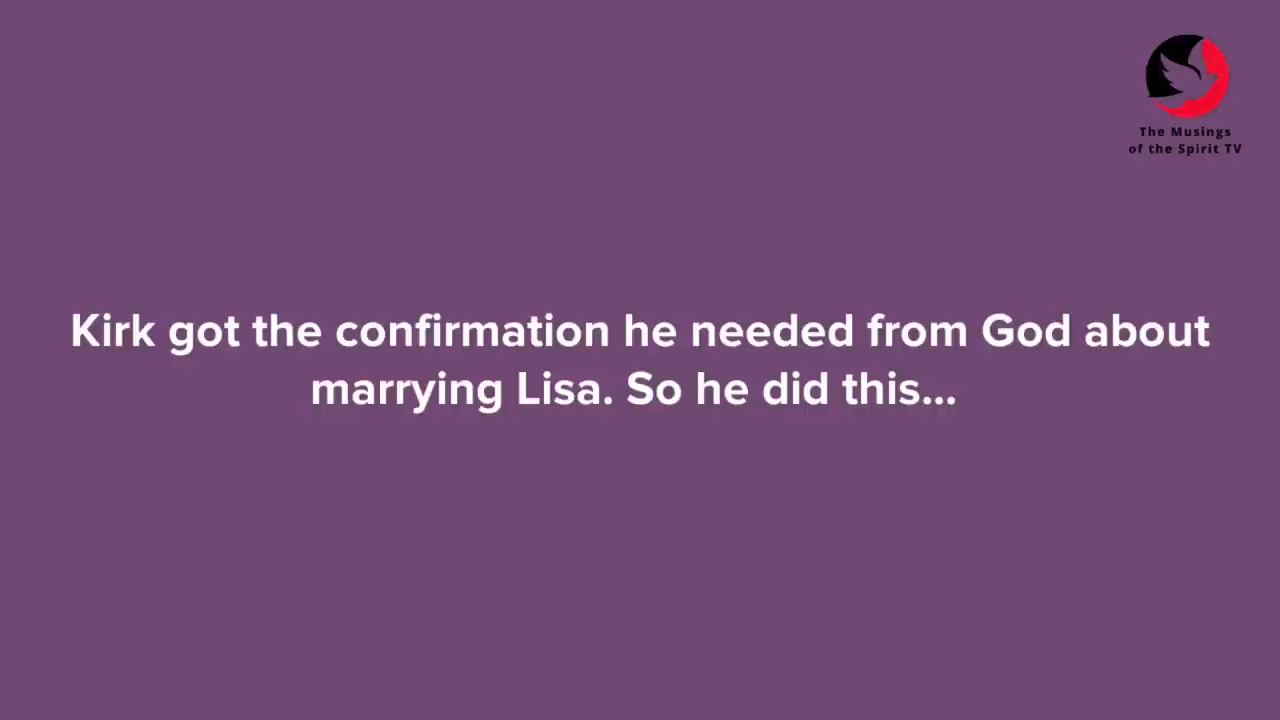 The Musings
of the Spirit TV
Kirk got the confirmation he needed from God about
marrying Lisa. So he did this...